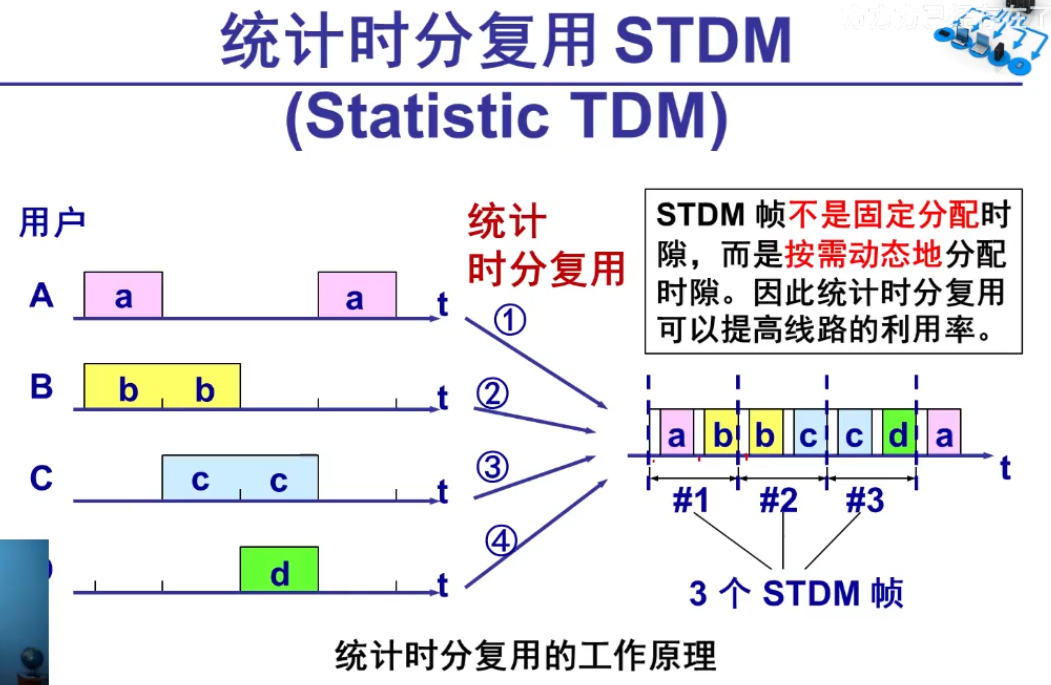 统计时分复用 STDM
(Statistic TDM)
用户
统计
时分复用
STDM 帧不是固定分配时
隙，而是按需动态地分配
时隙。因此统计时分复用
可以提高线路的利用率。
A
a
a
t
①
B
b
b
t
②
C
c
c
t
③
d
t
④
a
b
b
c
c
d
a
t
#1
#2
#3
3 个 STDM 帧
统计时分复用的工作原理